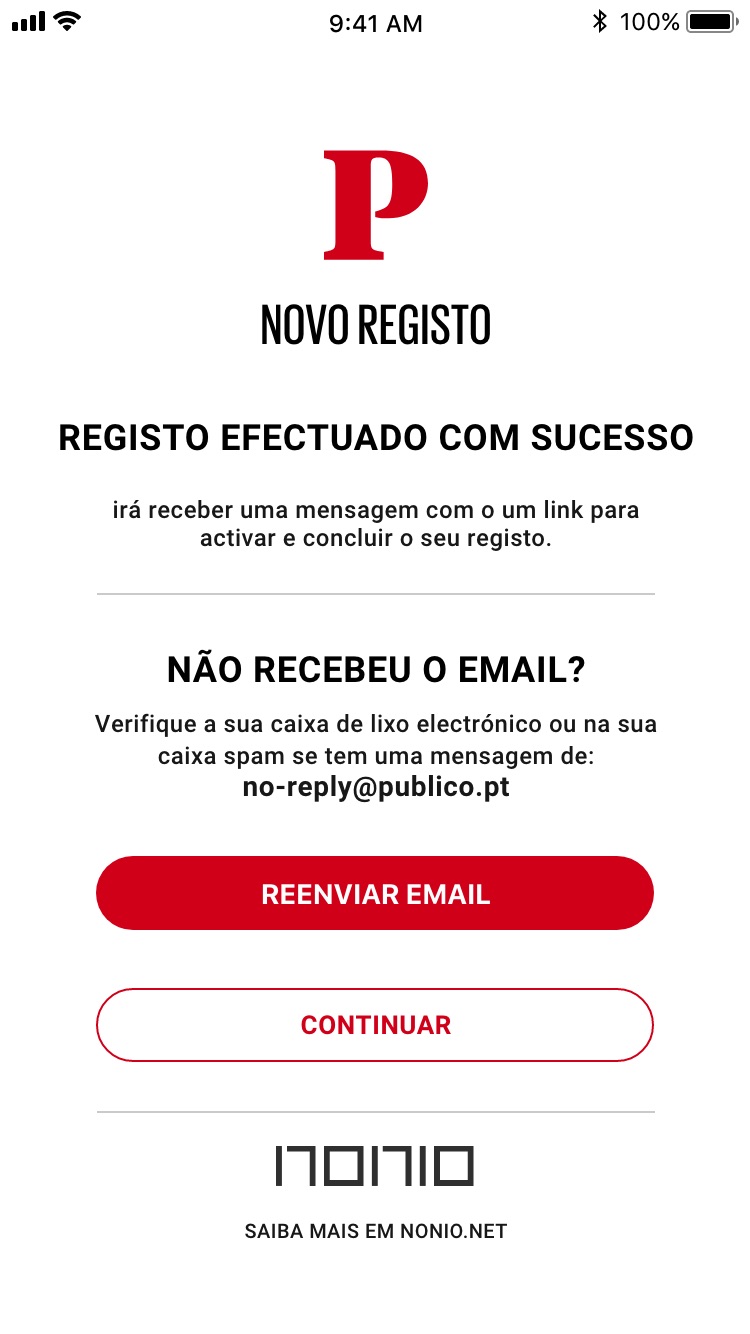 9:41 AM
100%
P
NOVO REGISTO
REGISTO EFECTUADO COM SUCESSO
irá receber uma mensagem com o um link para
activar e concluir o seu registo.
NÃO RECEBEU O EMAIL?
Verifique a sua caixa de lixo electrónico ou na sua
caixa spam se tem uma mensagem de:
no-reply@publico.pt
REENVIAR EMAIL
CONTINUAR
nonio
SAIBA MAIS EM NONIO.NET